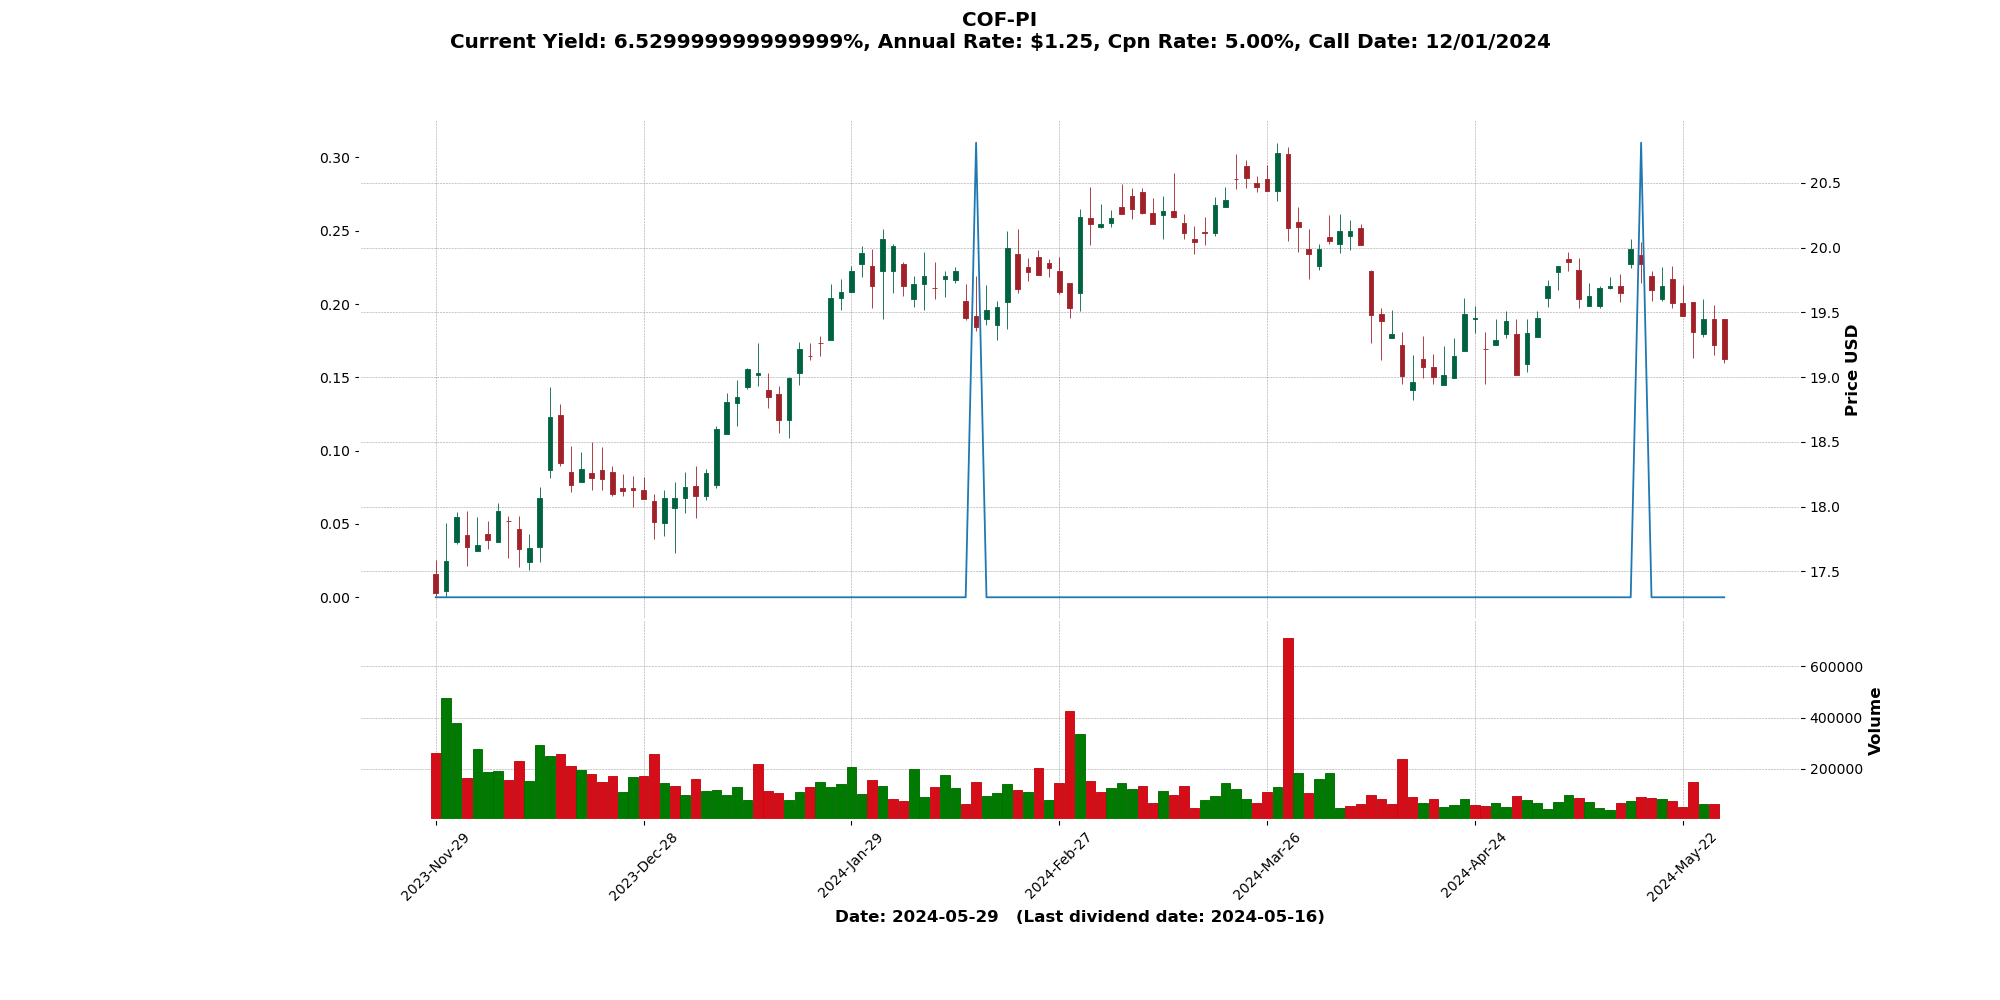 COF-PI
Current Yield: 6.529999999999999%, Annual Rate: $1.25, Cpn Rate: 5.00%, Call Date: 12/01/2024
0.30
0.25
0.20
0.15
0.10
0.05
0.00
20.5
20.0
19.5
19.0
18.5
18.0
17.5
Price USD
600000
400000
200000
Volume
2023-Nov-29
2023-Dec-28
2024-Jan-29
2024-Feb-27
2024-Mar-26
2024-Apr-24
2024-May-22
Date: 2024-05-29 (Last dividend date: 2024-05-16)